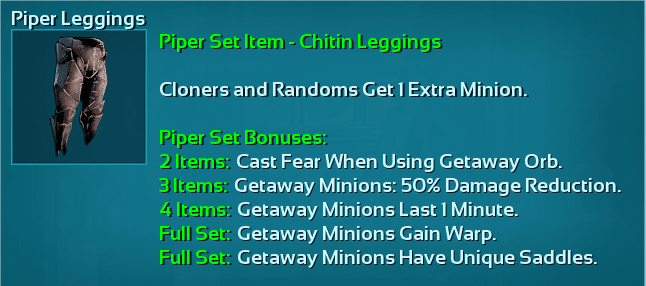 Piper Leggings
Piper Set Item - Chitin Leggings
Cloners and Randoms Get 1 Extra Minion.
Piper Set Bonuses:
2 Items: Cast Fear When Using Getaway Orb.
3 Items: Getaway Minions: 50% Damage Reduction.
4 Items: Getaway Minions Last 1 Minute.
Full Set: Getaway Minions Gain Warp.
Full Set: Getaway Minions Have Unique Saddles.